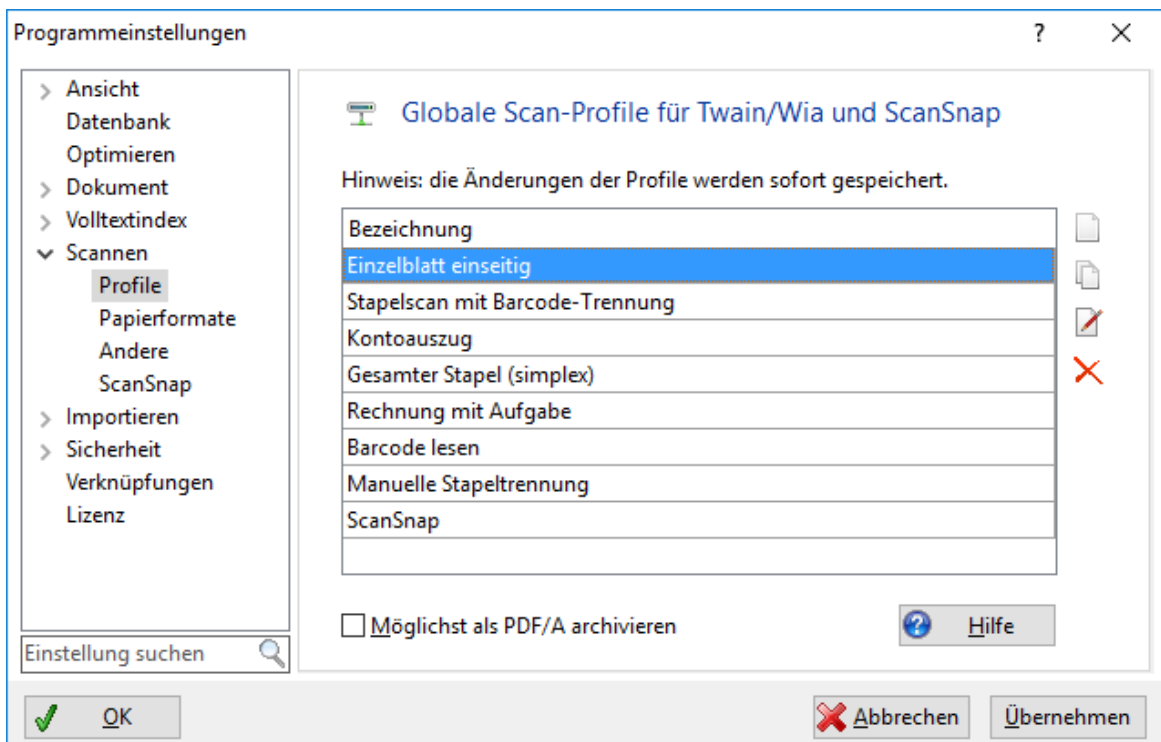 Programmeinstellungen
?
Ansicht
Datenbank
Optimieren
Dokument
Volltextindex
Scannen
Profile
Papierformate
Andere
ScanSnap
Importieren
Sicherheit
Verknüpfungen
Lizenz
Einstellung suchen
Globale Scan-Profile für Twain/Wia und ScanSnap
Hinweis: die Änderungen der Profile werden sofort gespeichert.
Bezeichnung
Einzelblatt einseitig
Stapelscan mit Barcode-Trennung
Kontoauszug
Gesamter Stapel (simplex)
Rechnung mit Aufgabe
Barcode lesen
Manuelle Stapeltrennung
ScanSnap
Möglichst als PDF/A archivieren
Hilfe
OK
Abbrechen
Übernehmen